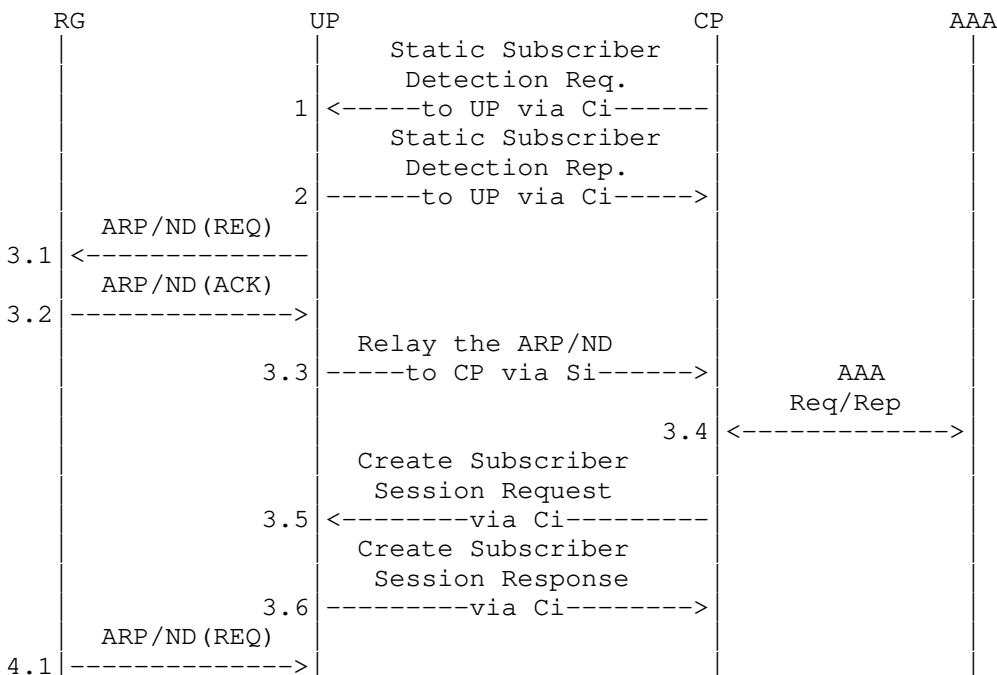 RG UP CP AAA
Static Subscriber
Detection Req.
1 <-----to UP via Ci------
Static Subscriber
Detection Rep.
2 ------to UP via Ci----->
ARP/ND(REQ)
3.1 <--------------
ARP/ND(ACK)
3.2 -------------->
Relay the ARP/ND
3.3 -----to CP via Si------> AAA
Req/Rep
3.4 <------------->
Create Subscriber
Session Request
3.5 <--------via Ci---------
Create Subscriber
Session Response
3.6 ---------via Ci-------->
ARP/ND(REQ)
4.1 -------------->